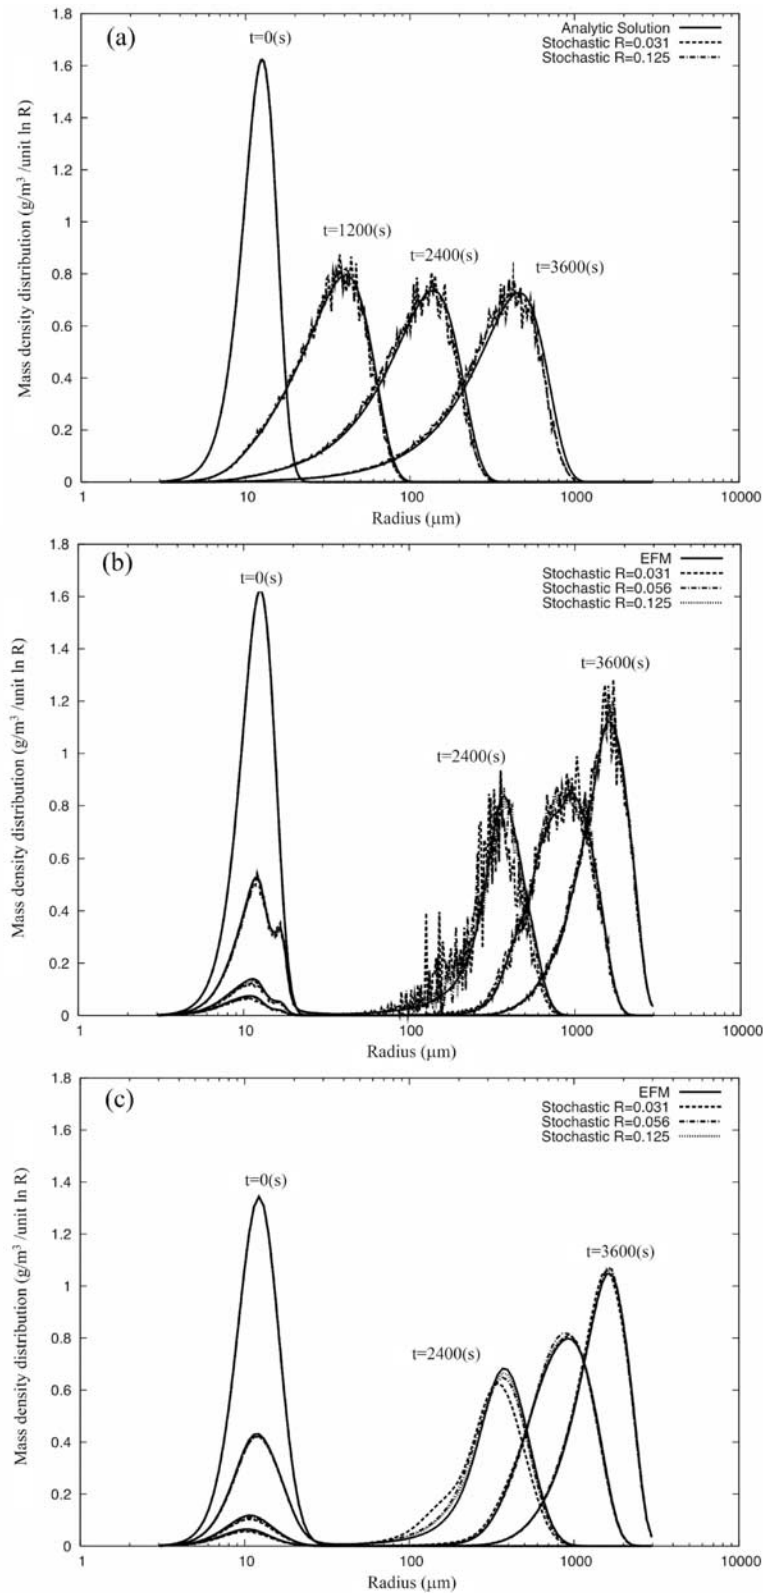 (a)
t=0(s)
Analytic Solution
Stochastic R=0.031
Stochastic R=0.125
t=1200(s)
t=2400(s)
t=3600(s)
Mass density distribution (g/m³ /unit ln R)
1.8
1.6
1.4
1.2
1
0.8
0.6
0.4
0.2
0
1 10 100 1000 10000
Radius (μm)
(b)
t=0(s)
EFM
Stochastic R=0.031
Stochastic R=0.056
Stochastic R=0.125
t=3600(s)
t=2400(s)
Mass density distribution (g/m³ /unit ln R)
1.8
1.6
1.4
1.2
1
0.8
0.6
0.4
0.2
0
1 10 100 1000 10000
Radius (μm)
(c)
EFM
Stochastic R=0.031
Stochastic R=0.056
Stochastic R=0.125
t=0(s)
t=3600(s)
t=2400(s)
Mass density distribution (g/m³ /unit ln R)
1.8
1.6
1.4
1.2
1
0.8
0.6
0.4
0.2
0
1 10 100 1000 10000
Radius (μm)